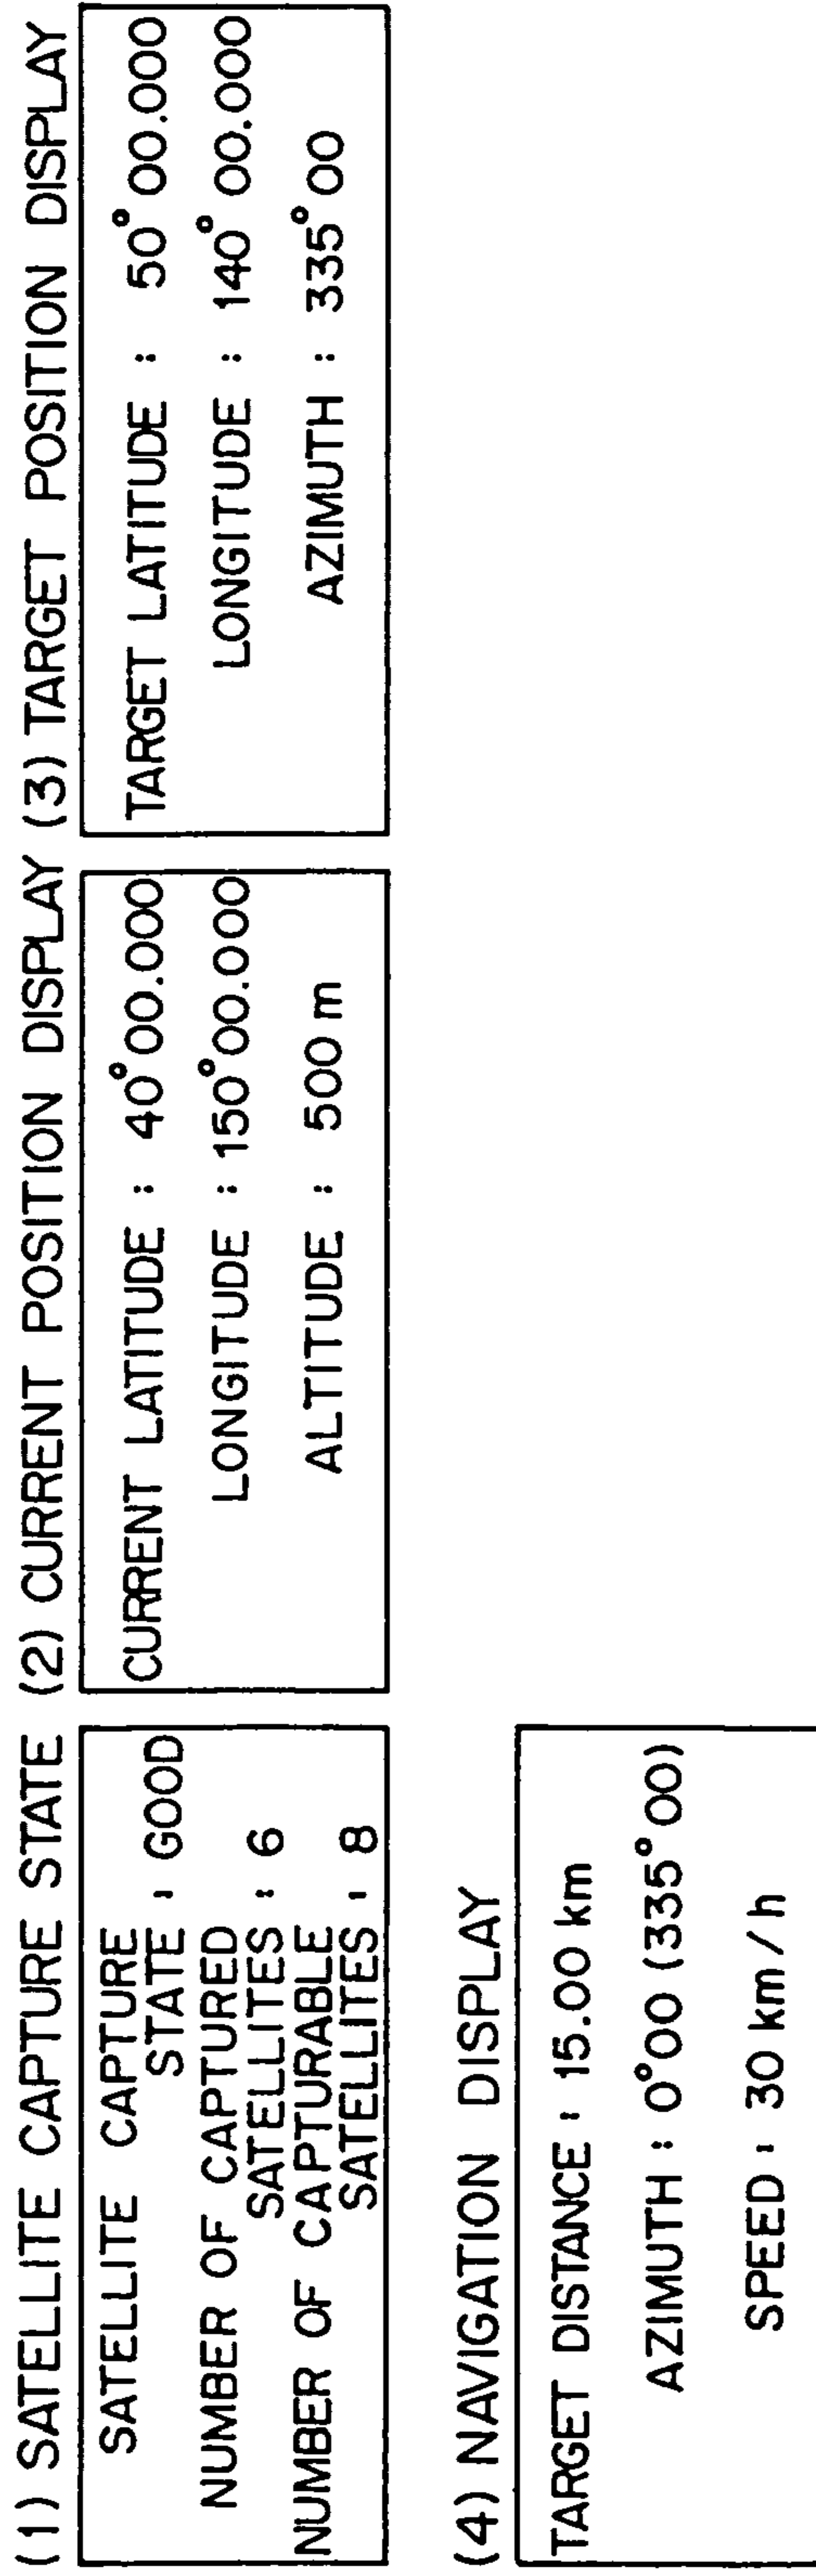 (1) SATELLITE CAPTURE STATE
SATELLITE CAPTURE
STATE : GOOD
NUMBER OF CAPTURED
SATELLITES : 6
NUMBER OF CAPTURABLE
SATELLITES : 8
(2) CURRENT POSITION DISPLAY
CURRENT LATITUDE : 40°00.000
LONGITUDE : 150°00.000
ALTITUDE : 500 m
(3) TARGET POSITION DISPLAY
TARGET LATITUDE : 50°00.000
LONGITUDE : 140°00.000
AZIMUTH : 335°00
(4) NAVIGATION DISPLAY
TARGET DISTANCE : 15.00 km
AZIMUTH : 0°00 (335°00)
SPEED : 30 km/h